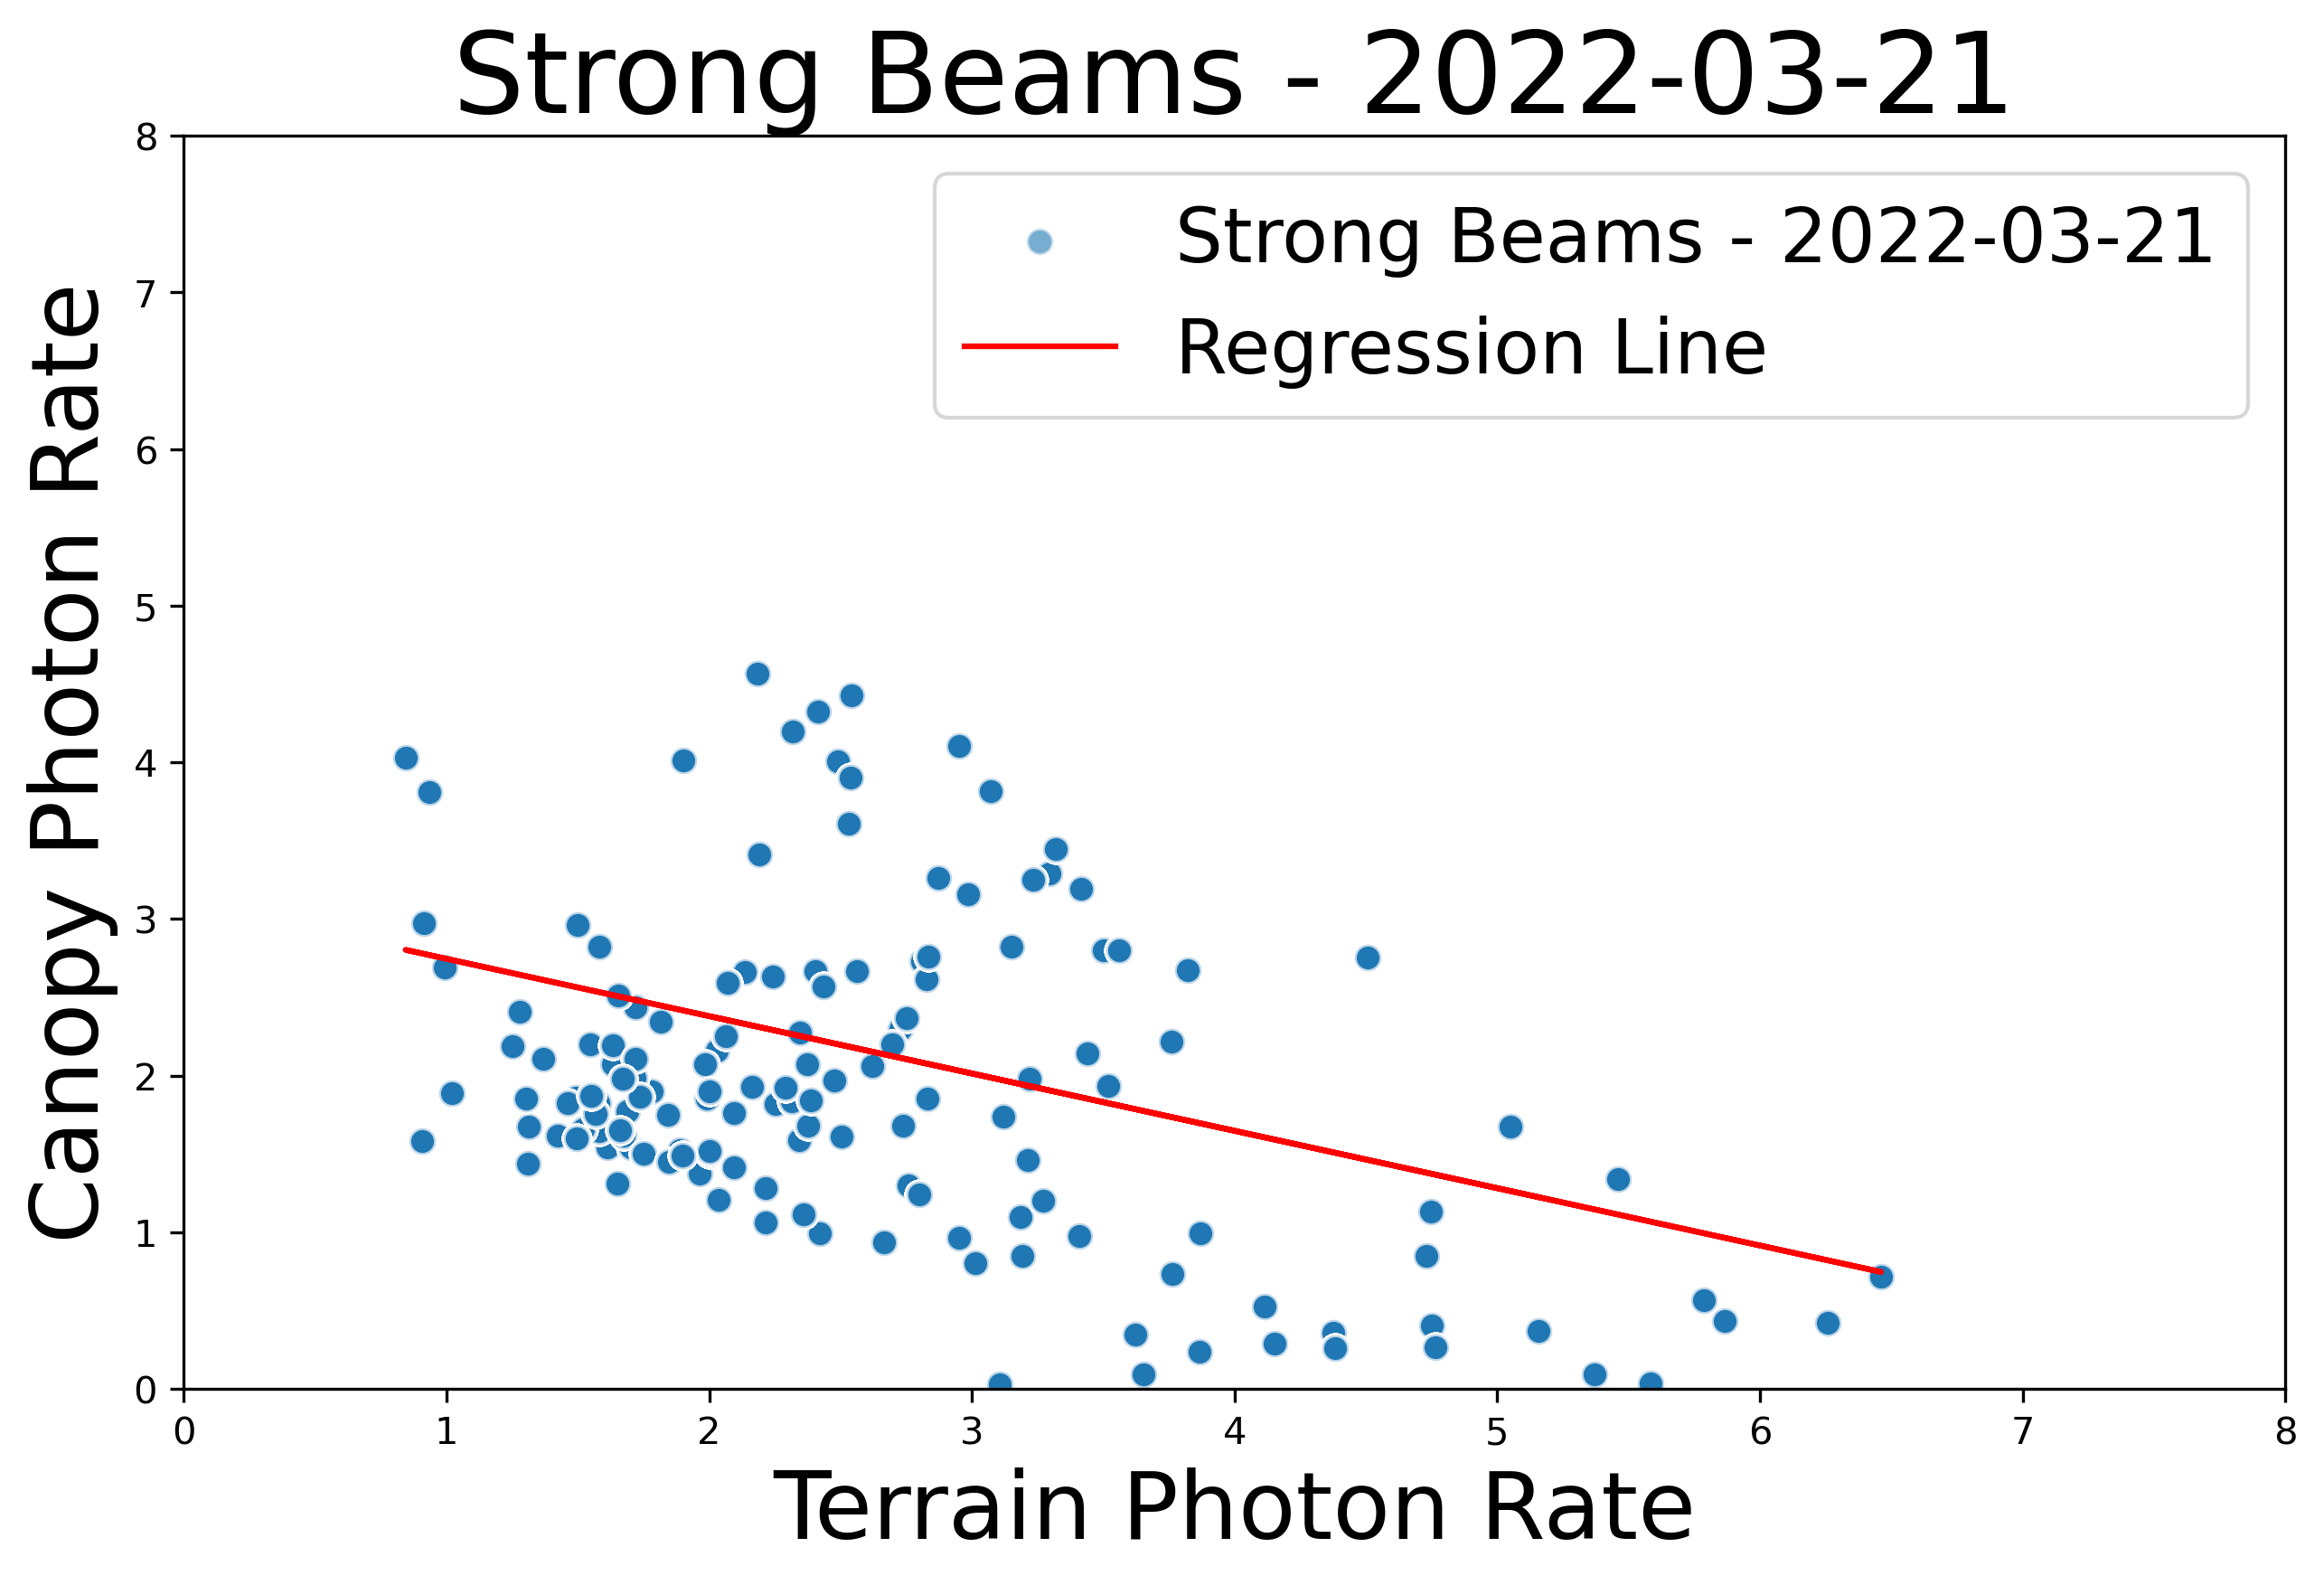 Strong Beams - 2022-03-21
Strong Beams - 2022-03-21
Regression Line
Canopy Photon Rate
8
7
6
5
4
3
2
1
0
0 1 2 3 4 5 6 7 8
Terrain Photon Rate